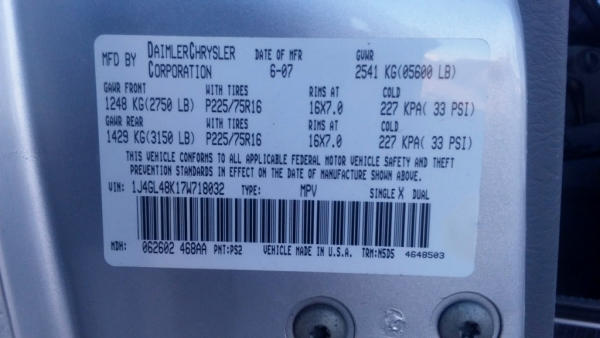 MFD BY DAIMLERCHRYSLER CORPORATION DATE OF MFR 6-07 GVWR 2541 KG(05600 LB)
GAWR FRONT WITH TIRES RIMS AT COLD
1248 KG(2750 LB) P225/75R16 16X7.0 227 KPA( 33 PSI)
GAWR REAR WITH TIRES RIMS AT COLD
1429 KG(3150 LB) P225/75R16 16X7.0 227 KPA( 33 PSI)
THIS VEHICLE CONFORMS TO ALL APPLICABLE FEDERAL MOTOR VEHICLE SAFETY AND THEFT
PREVENTION STANDARDS IN EFFECT ON THE DATE OF MANUFACTURE SHOWN ABOVE.
VIN: 1J4GL48K17W718032 TYPE: MPV SINGLE X DUAL
MDH: 062602 468AA PNT:PS2 VEHICLE MADE IN U.S.A. TRM:N5D5 4648503